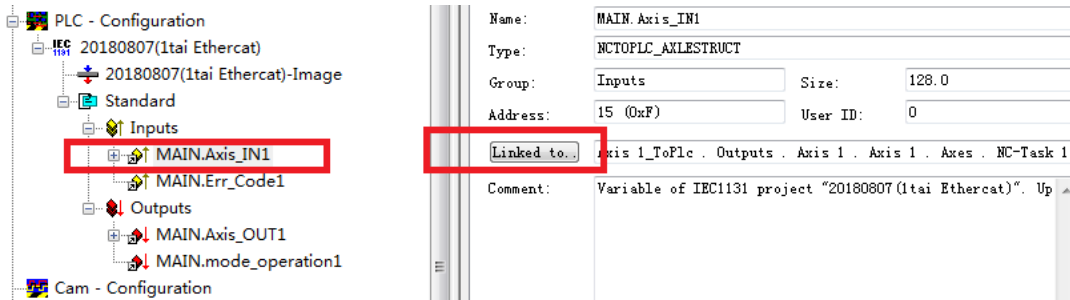 PLC - Configuration
IEC 1131 20180807(1tai Ethercat)
20180807(1tai Ethercat)-Image
Standard
Inputs
MAIN.Axis_IN1
MAIN.Err_Code1
Outputs
MAIN.Axis_OUT1
MAIN.mode_operation1
Cam - Configuration
Name: MAIN.Axis_IN1
Type: NCTOPLC_AXLESTRUCT
Group: Inputs Size: 128.0
Address: 15 (0xF) User ID: 0
Linked to.. Axis 1_ToPlc . Outputs . Axis 1 . Axis 1 . Axes . NC-Task 1
Comment: Variable of IEC1131 project "20180807(1tai Ethercat)". Up